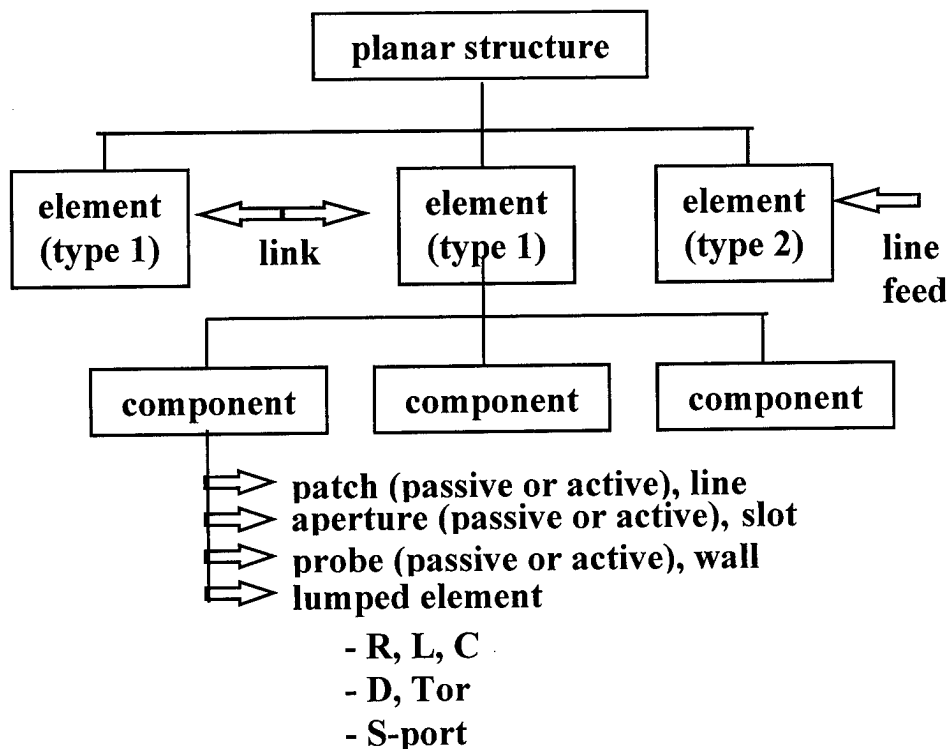 planar structure
element
(type 1)
link
element
(type 1)
element
(type 2)
line
feed
component
component
component
patch (passive or active), line
aperture (passive or active), slot
probe (passive or active), wall
lumped element
- R, L, C
- D, Tor
- S-port